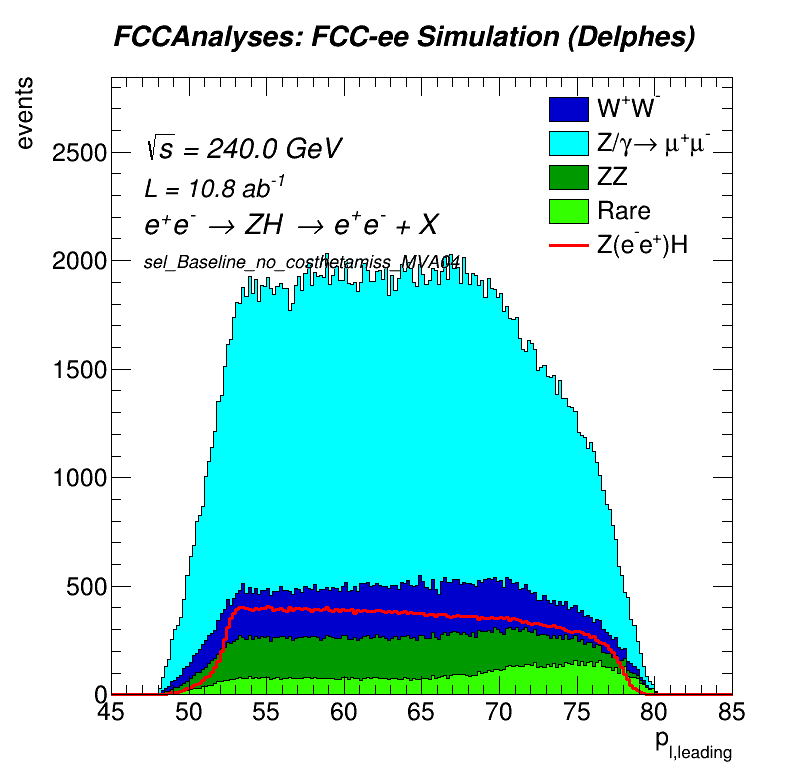 FCCAnalyses: FCC-ee Simulation (Delphes)
events
√s = 240.0 GeV
L = 10.8 ab⁻¹
e⁺e⁻ → ZH → e⁺e⁻ + X
sel_Baseline_no_costhetamiss_MVA04
W⁺W⁻
Z/γ→ μ⁺μ⁻
ZZ
Rare
Z(e⁻e⁺)H
2500
2000
1500
1000
500
0
45 50 55 60 65 70 75 80 85
p_l,leading